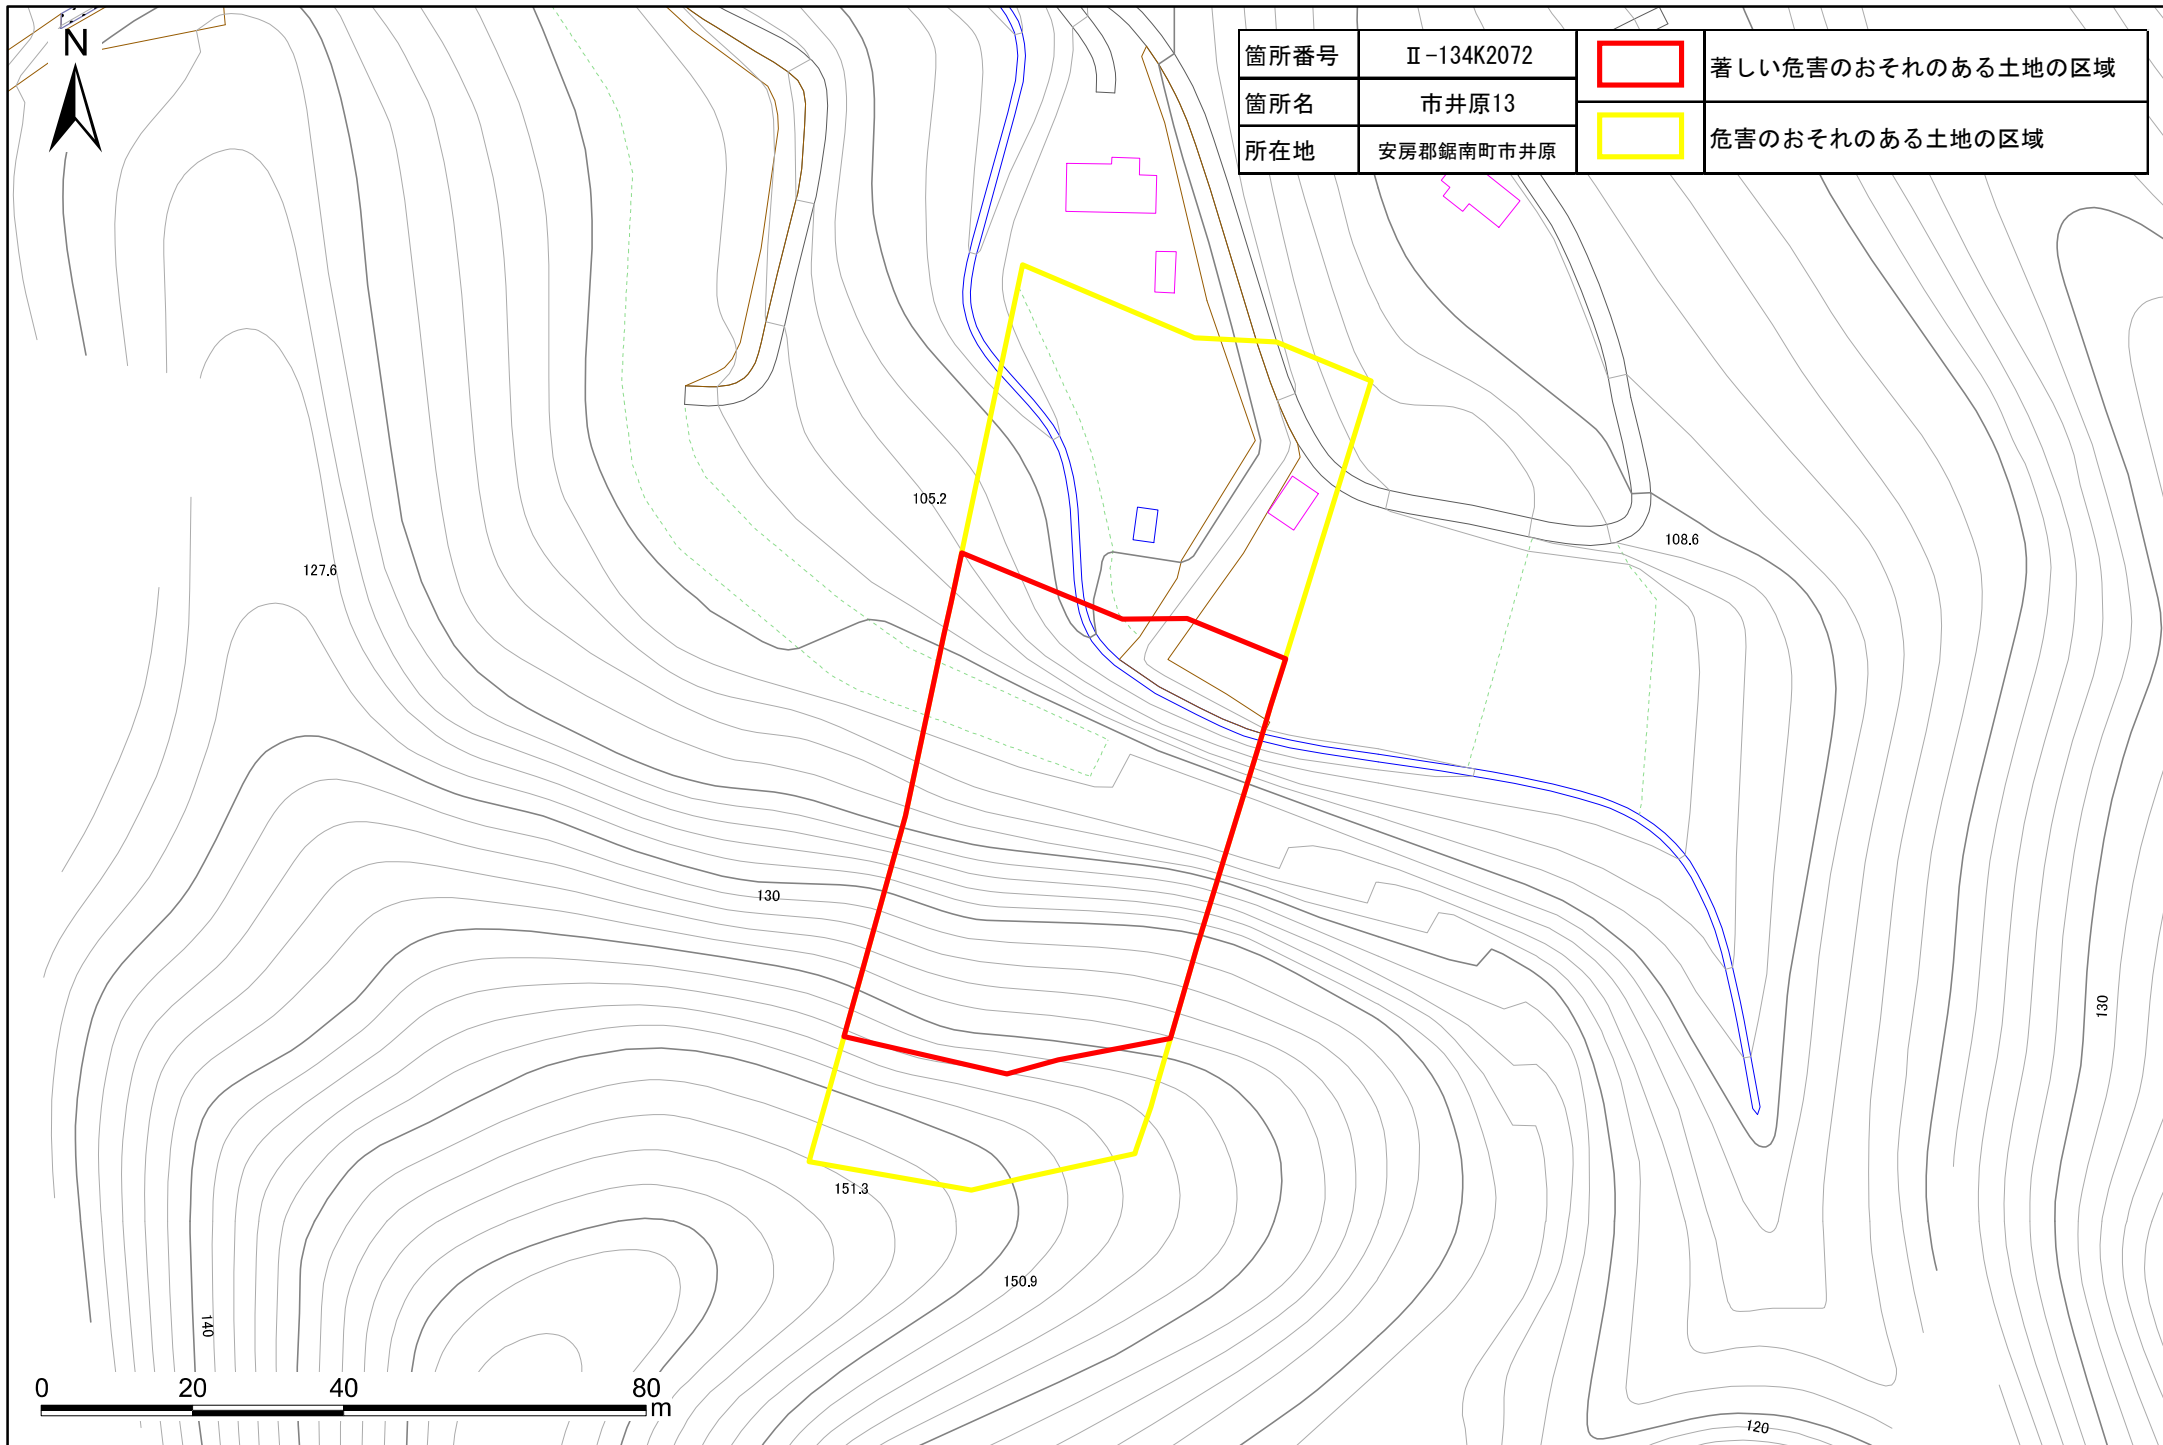 N
箇所番号 Ⅱ-134K2072
箇所名 市井原13
所在地 安房郡鋸南町市井原
著しい危害のおそれのある土地の区域
危害のおそれのある土地の区域
105.2
127.6
108.6
130
130
151.3
150.9
140
120
0 20 40 80
m